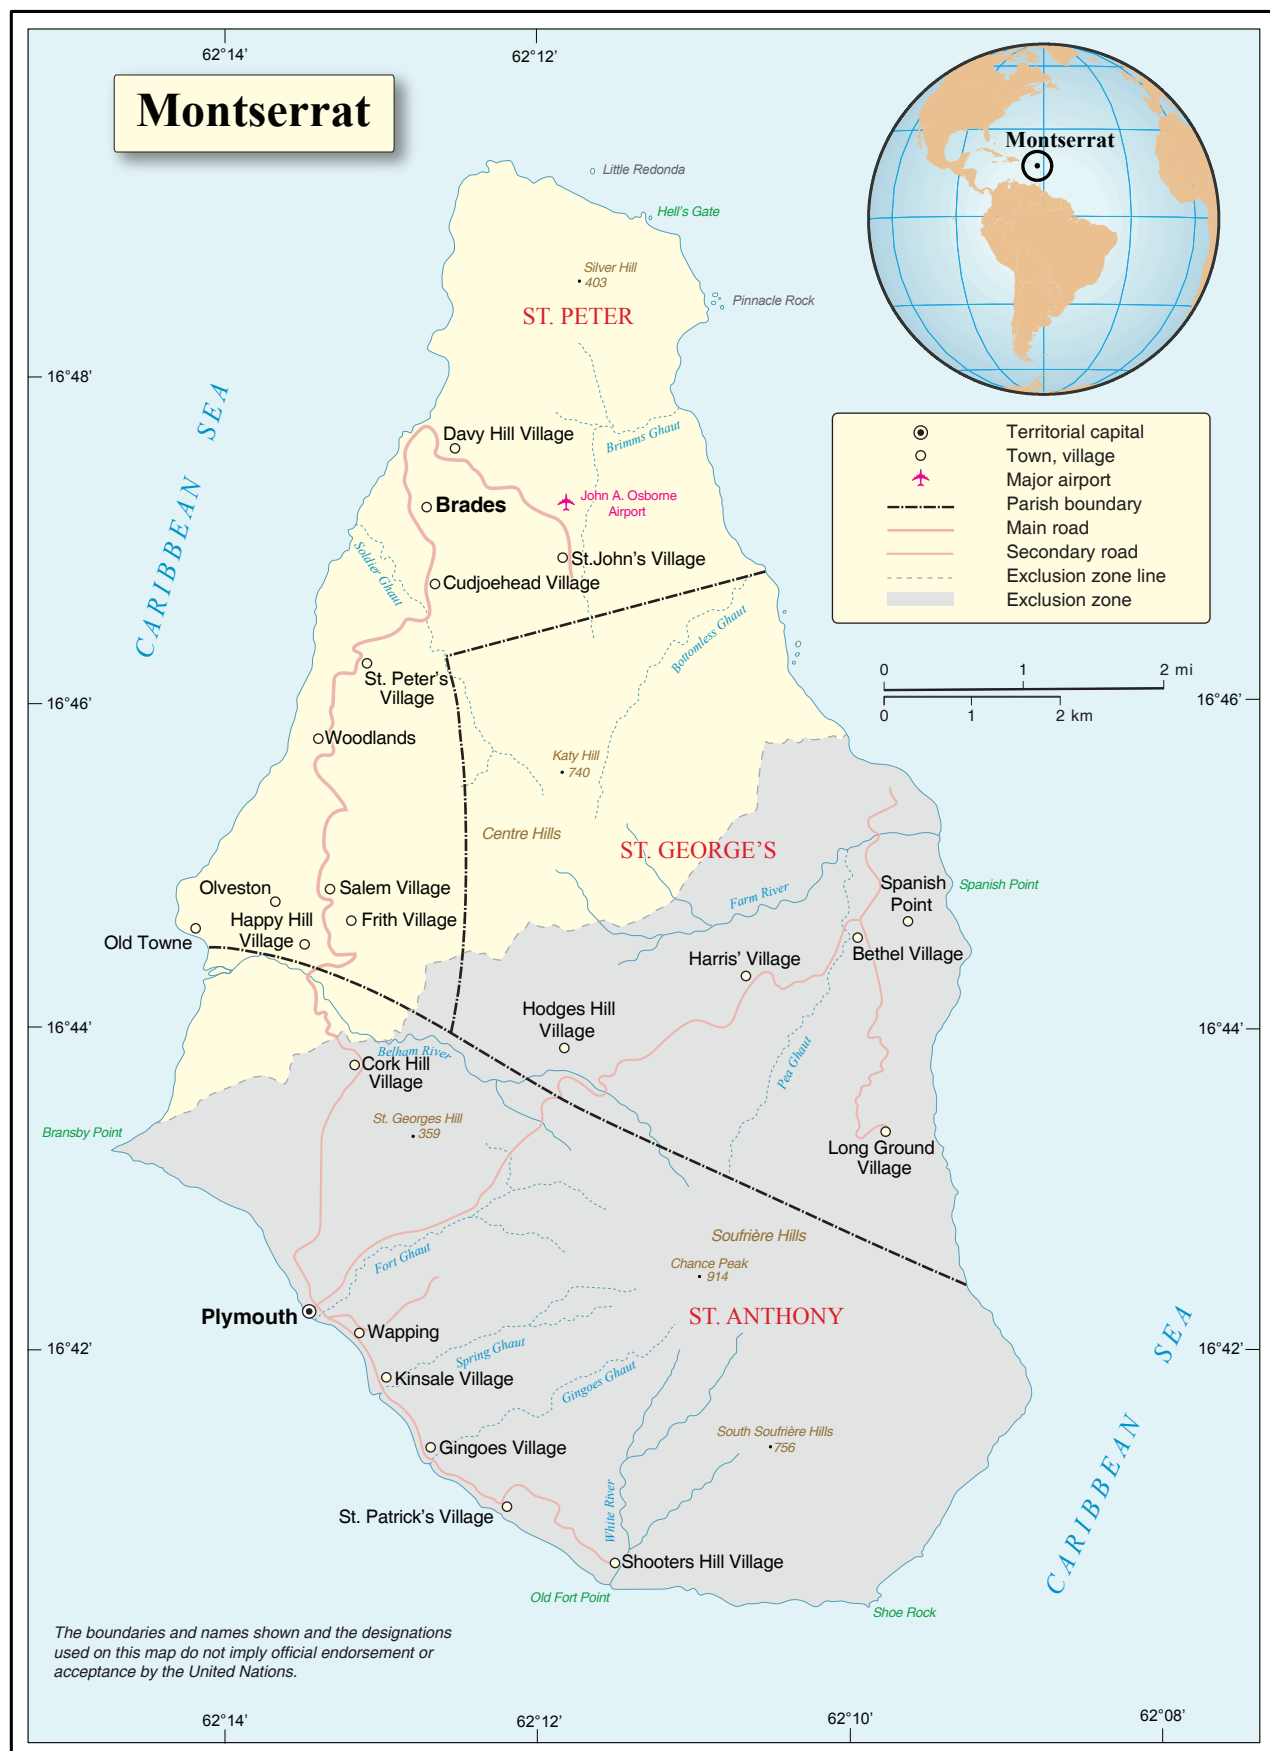 62°14’
62°12’
Montserrat
Montserrat
Little Redonda
Hell’s Gate
Silver Hill
403
Pinnacle Rock
ST. PETER
16°48’
CARIBBEAN SEA
Davy Hill Village
Brimms Ghaut
Brades
John A. Osborne
Airport
Soldier Ghaut
St.John’s Village
Cudjoehead Village
Bottomless Ghaut
Territorial capital
Town, village
Major airport
Parish boundary
Main road
Secondary road
Exclusion zone line
Exclusion zone
0 1 2 mi
0 1 2 km
St. Peter’s
Village
16°46’
16°46’
Woodlands
Katy Hill
740
Centre Hills
ST. GEORGE’S
Olveston
Salem Village
Happy Hill
Village
Frith Village
Old Towne
Farm River
Spanish
Point
Spanish Point
Bethel Village
Harris’ Village
Hodges Hill
Village
16°44’
16°44’
Belham River
Cork Hill
Village
Pea Ghaut
St. Georges Hill
359
Bransby Point
Long Ground
Village
Soufrière Hills
Fort Ghaut
Chance Peak
914
Plymouth
ST. ANTHONY
Wapping
16°42’
16°42’
Spring Ghaut
Kinsale Village
Gingoes Ghaut
CARIBBEAN SEA
South Soufrière Hills
756
Gingoes Village
White River
St. Patrick’s Village
Shooters Hill Village
Old Fort Point
Shoe Rock
The boundaries and names shown and the designations
used on this map do not imply official endorsement or
acceptance by the United Nations.
62°14’
62°12’
62°10’
62°08’